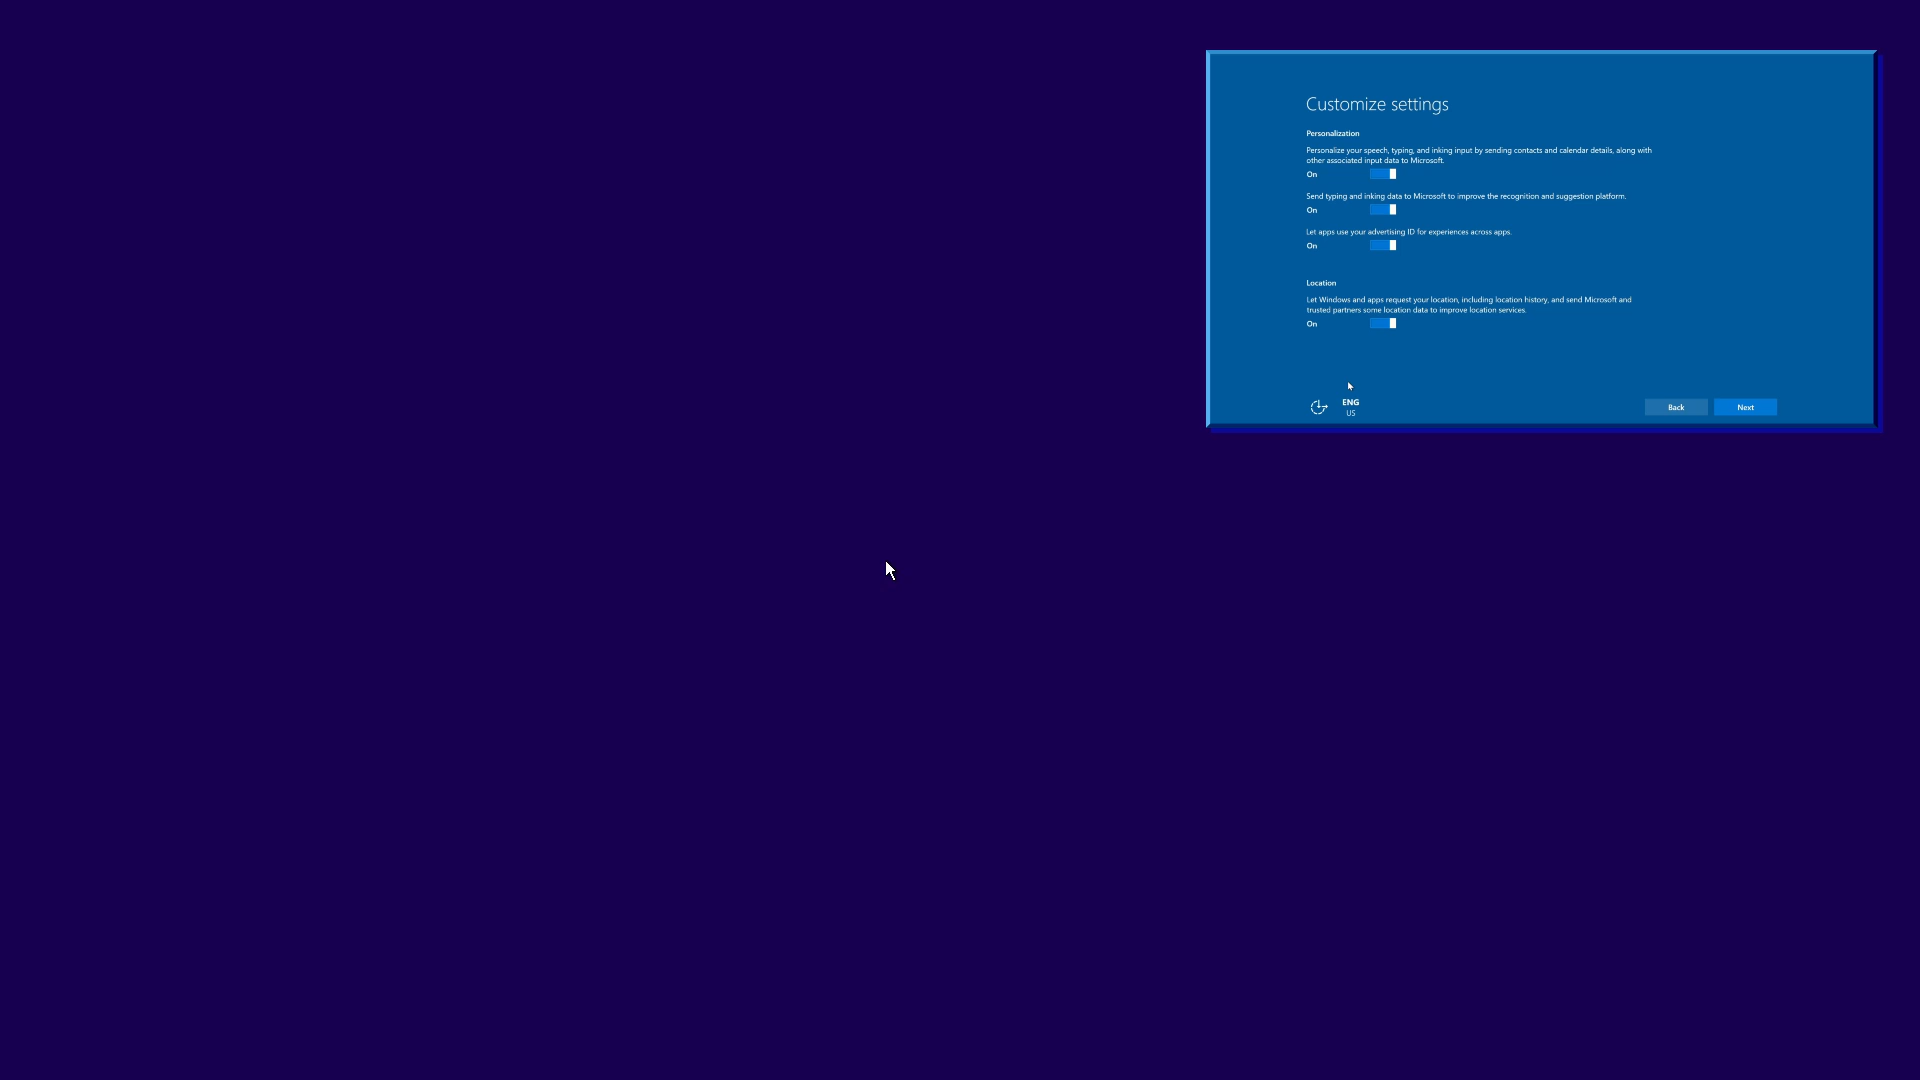 Customize settings
Personalization
Personalize your speech, typing, and inking input by sending contacts and calendar details, along with
other associated input data to Microsoft.
On
Send typing and inking data to Microsoft to improve the recognition and suggestion platform.
On
Let apps use your advertising ID for experiences across apps.
On
Location
Let Windows and apps request your location, including location history, and send Microsoft and
trusted partners some location data to improve location services.
On
ENG
US
Back
Next